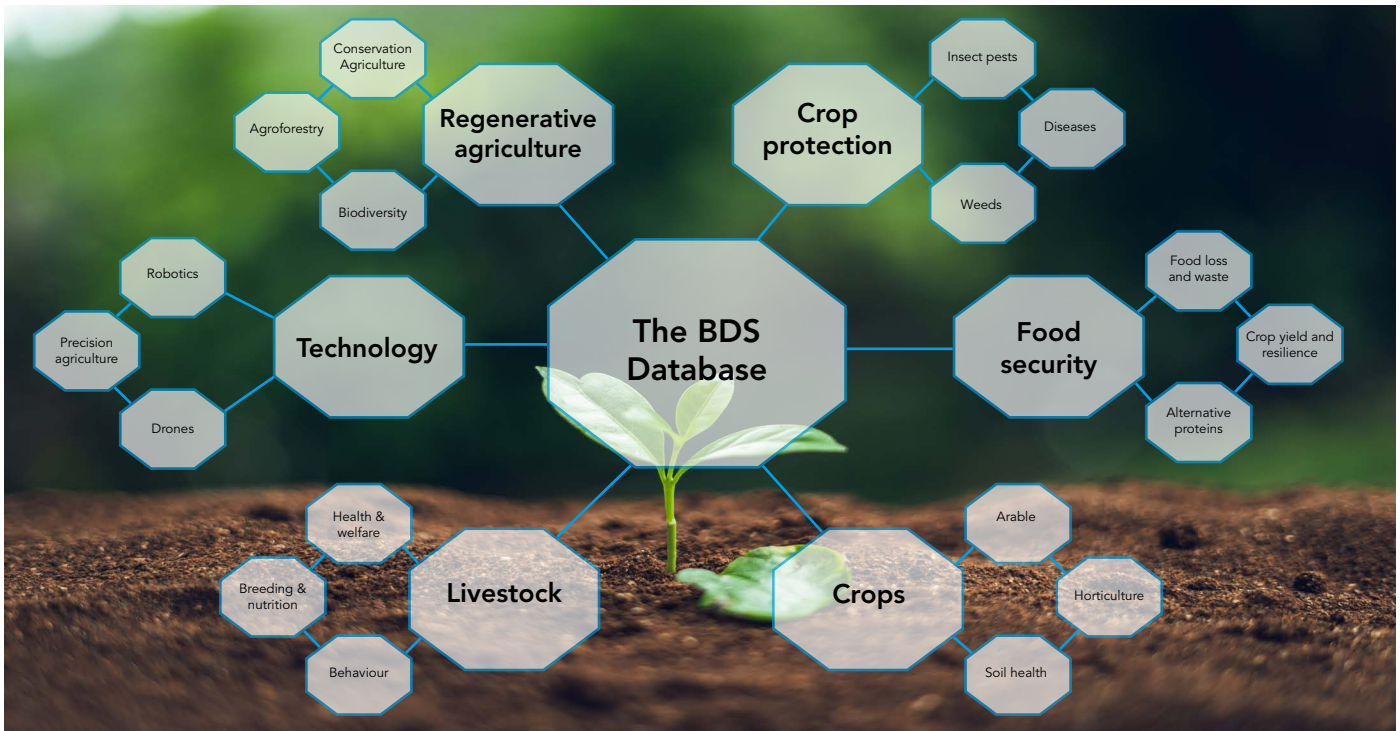 Conservation
Agriculture
Agroforestry
Biodiversity
Regenerative
agriculture
Crop
protection
Insect pests
Diseases
Weeds
Robotics
Precision
agriculture
Drones
Technology
The BDS
Database
Food
security
Food loss
and waste
Crop yield and
resilience
Alternative
proteins
Health &
welfare
Breeding &
nutrition
Behaviour
Livestock
Crops
Arable
Horticulture
Soil health